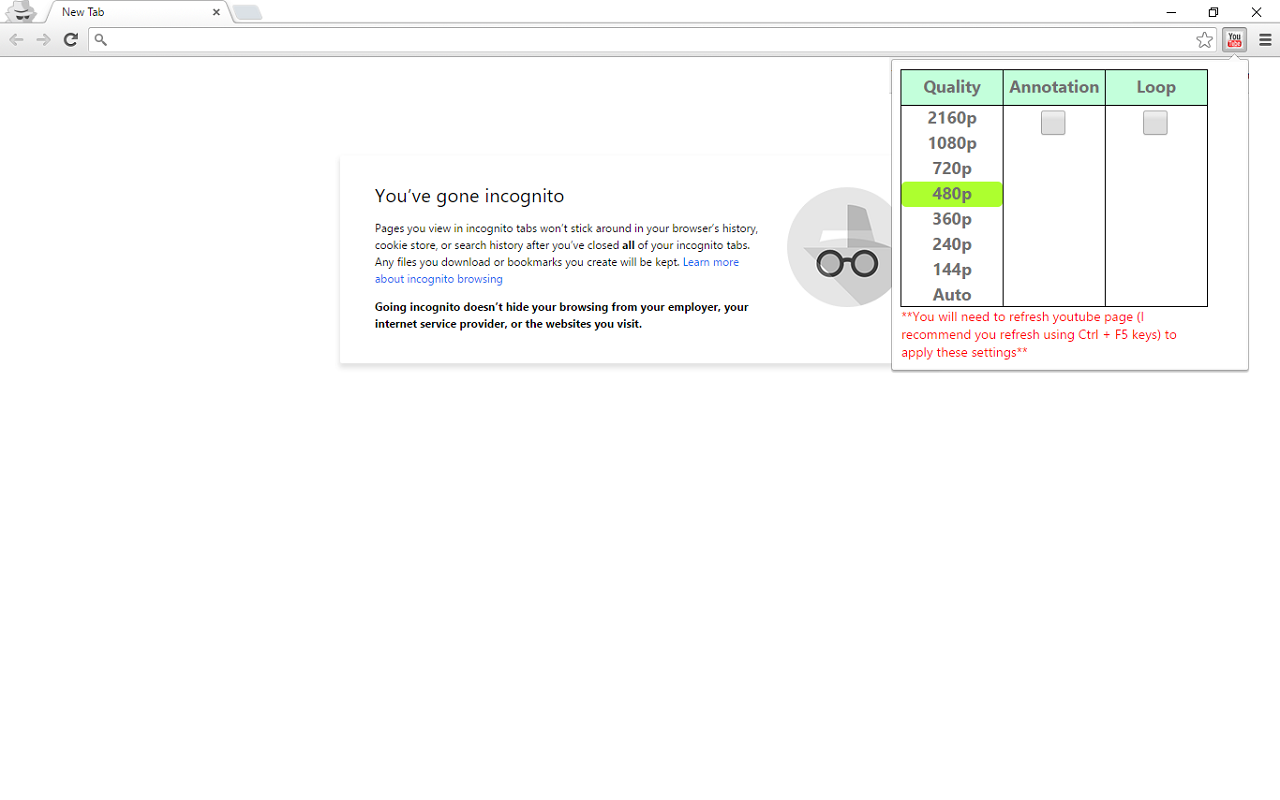 New Tab
You
Tube
You've gone incognito
Pages you view in incognito tabs won't stick around in your browser's history,
cookie store, or search history after you've closed all of your incognito tabs.
Any files you download or bookmarks you create will be kept. Learn more
about incognito browsing
Going incognito doesn't hide your browsing from your employer, your
internet service provider, or the websites you visit.
Quality Annotation Loop
2160p
1080p
720p
480p
360p
240p
144p
Auto
**You will need to refresh youtube page (I
recommend you refresh using Ctrl + F5 keys) to
apply these settings**